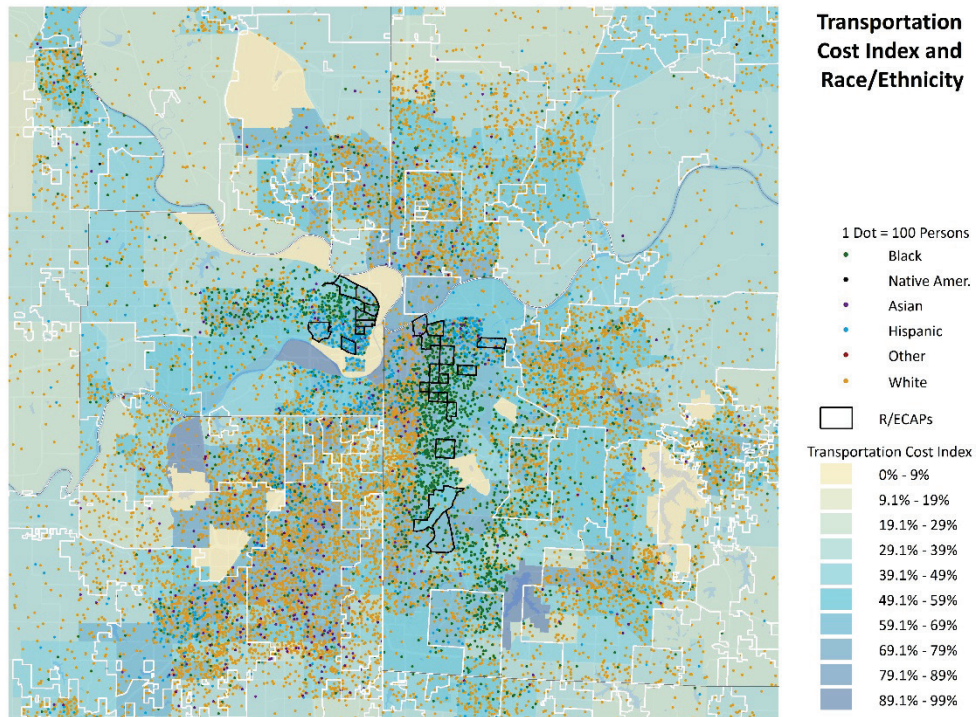 Transportation
Cost Index and
Race/Ethnicity
1 Dot = 100 Persons
Black
Native Amer.
Asian
Hispanic
Other
White
R/ECAPs
Transportation Cost Index
0% - 9%
9.1% - 19%
19.1% - 29%
29.1% - 39%
39.1% - 49%
49.1% - 59%
59.1% - 69%
69.1% - 79%
79.1% - 89%
89.1% - 99%